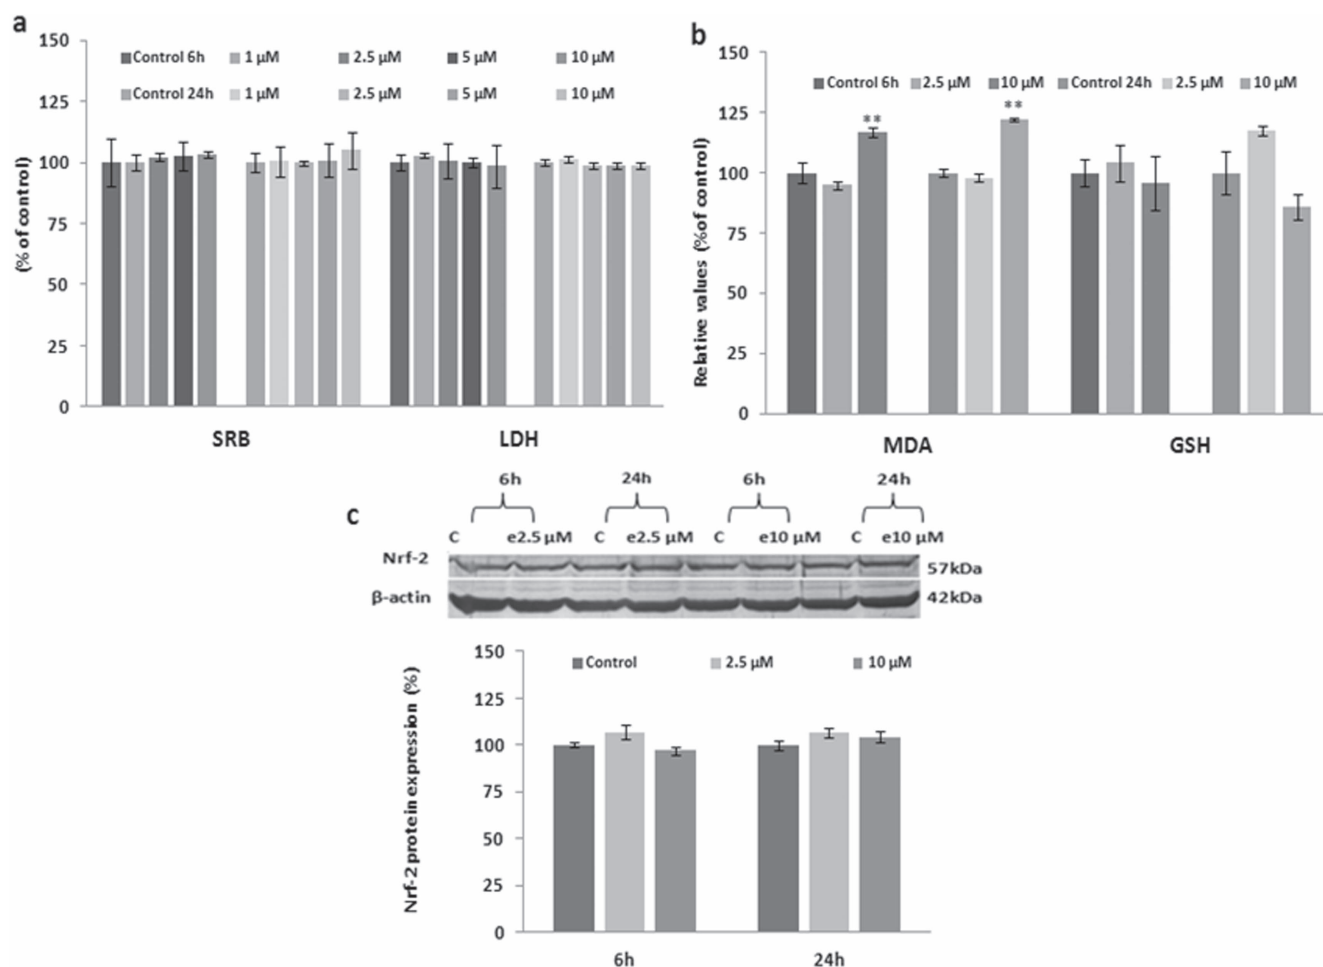 a
150
125
100
75
50
25
0
(% of control)
Control 6h 1 µM 2.5 µM 5 µM 10 µM
Control 24h 1 µM 2.5 µM 5 µM 10 µM
SRB LDH
b
150
125
100
75
50
25
0
Relative values (%of control)
Control 6h 2.5 µM 10 µM Control 24h 2.5 µM 10 µM
** **
MDA GSH
c
6h 24h 6h 24h
C e2.5 µM C e2.5 µM C e10 µM C e10 µM
Nrf-2 57kDa
β-actin 42kDa
150
125
100
75
50
25
0
Nrf-2 protein expression (%)
Control 2.5 µM 10 µM
6h 24h